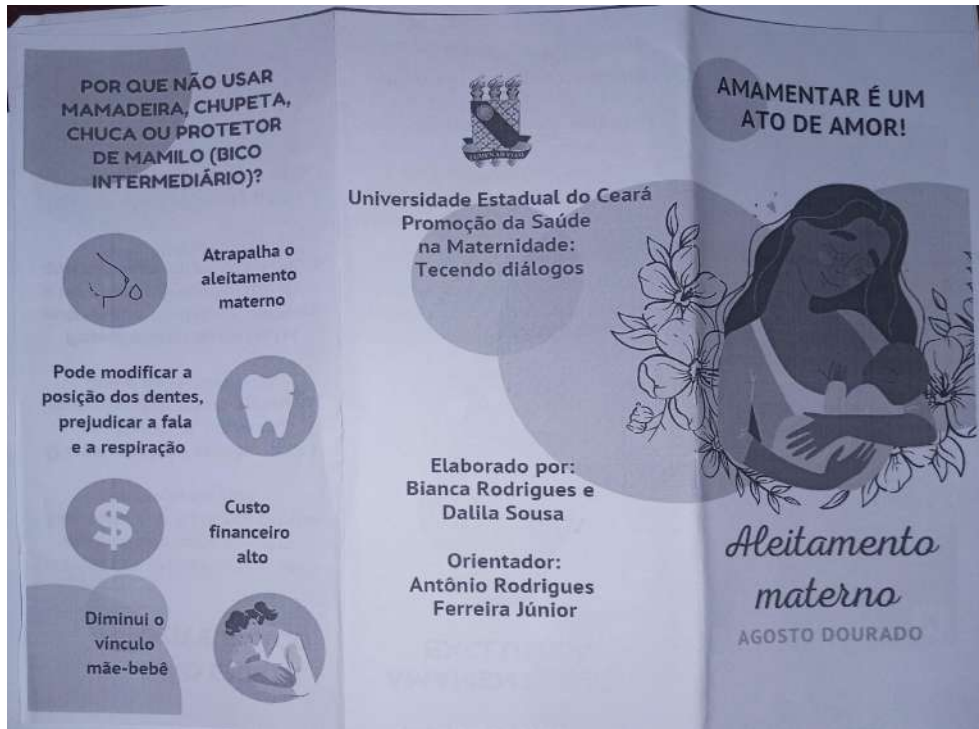 POR QUE NÃO USAR
MAMADEIRA, CHUPETA,
CHUCA OU PROTETOR
DE MAMILO (BICO
INTERMEDIÁRIO)?
Atrapalha o
aleitamento
materno
Pode modificar a
posição dos dentes,
prejudicar a fala
e a respiração
$
Custo
financeiro
alto
Diminui o
vínculo
mãe-bebê
Universidade Estadual do Ceará
Promoção da Saúde
na Maternidade:
Tecendo diálogos
Elaborado por:
Bianca Rodrigues e
Dalila Sousa
Orientador:
Antônio Rodrigues
Ferreira Júnior
AMAMENTAR É UM
ATO DE AMOR!
Aleitamento
materno
AGOSTO DOURADO